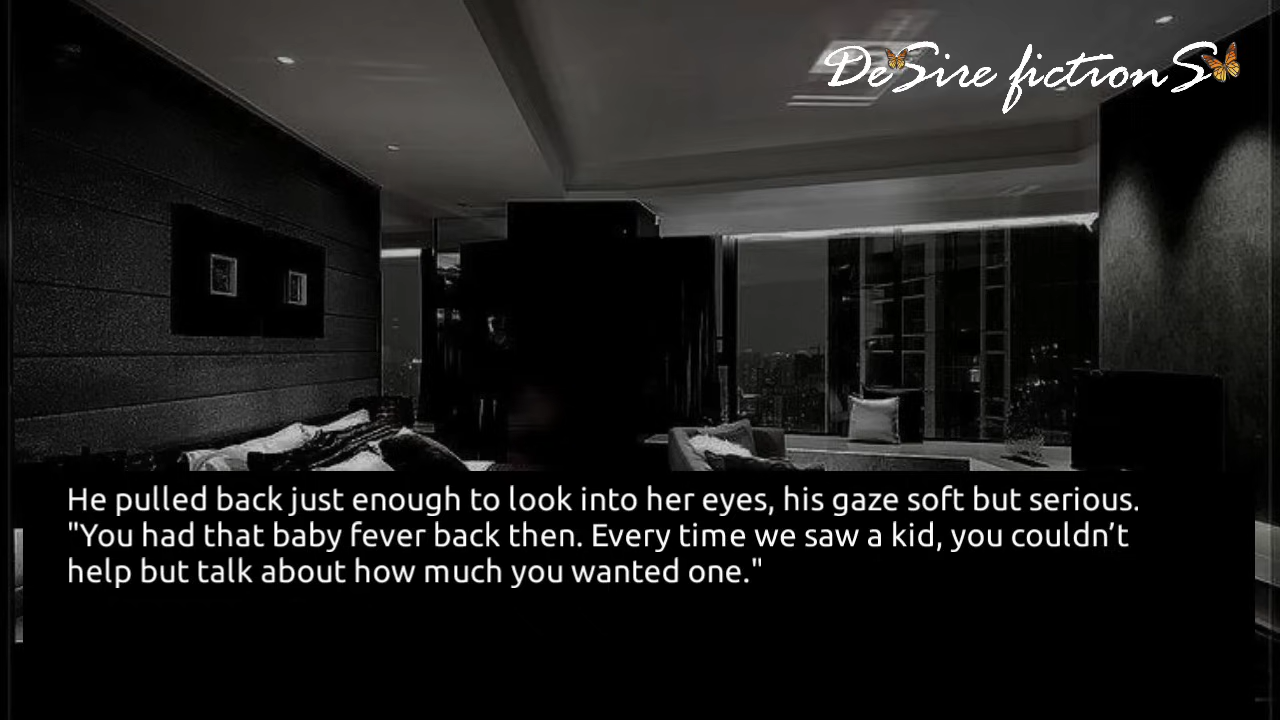 DeSire fictionS
He pulled back just enough to look into her eyes, his gaze soft but serious.
"You had that baby fever back then. Every time we saw a kid, you couldn’t
help but talk about how much you wanted one."